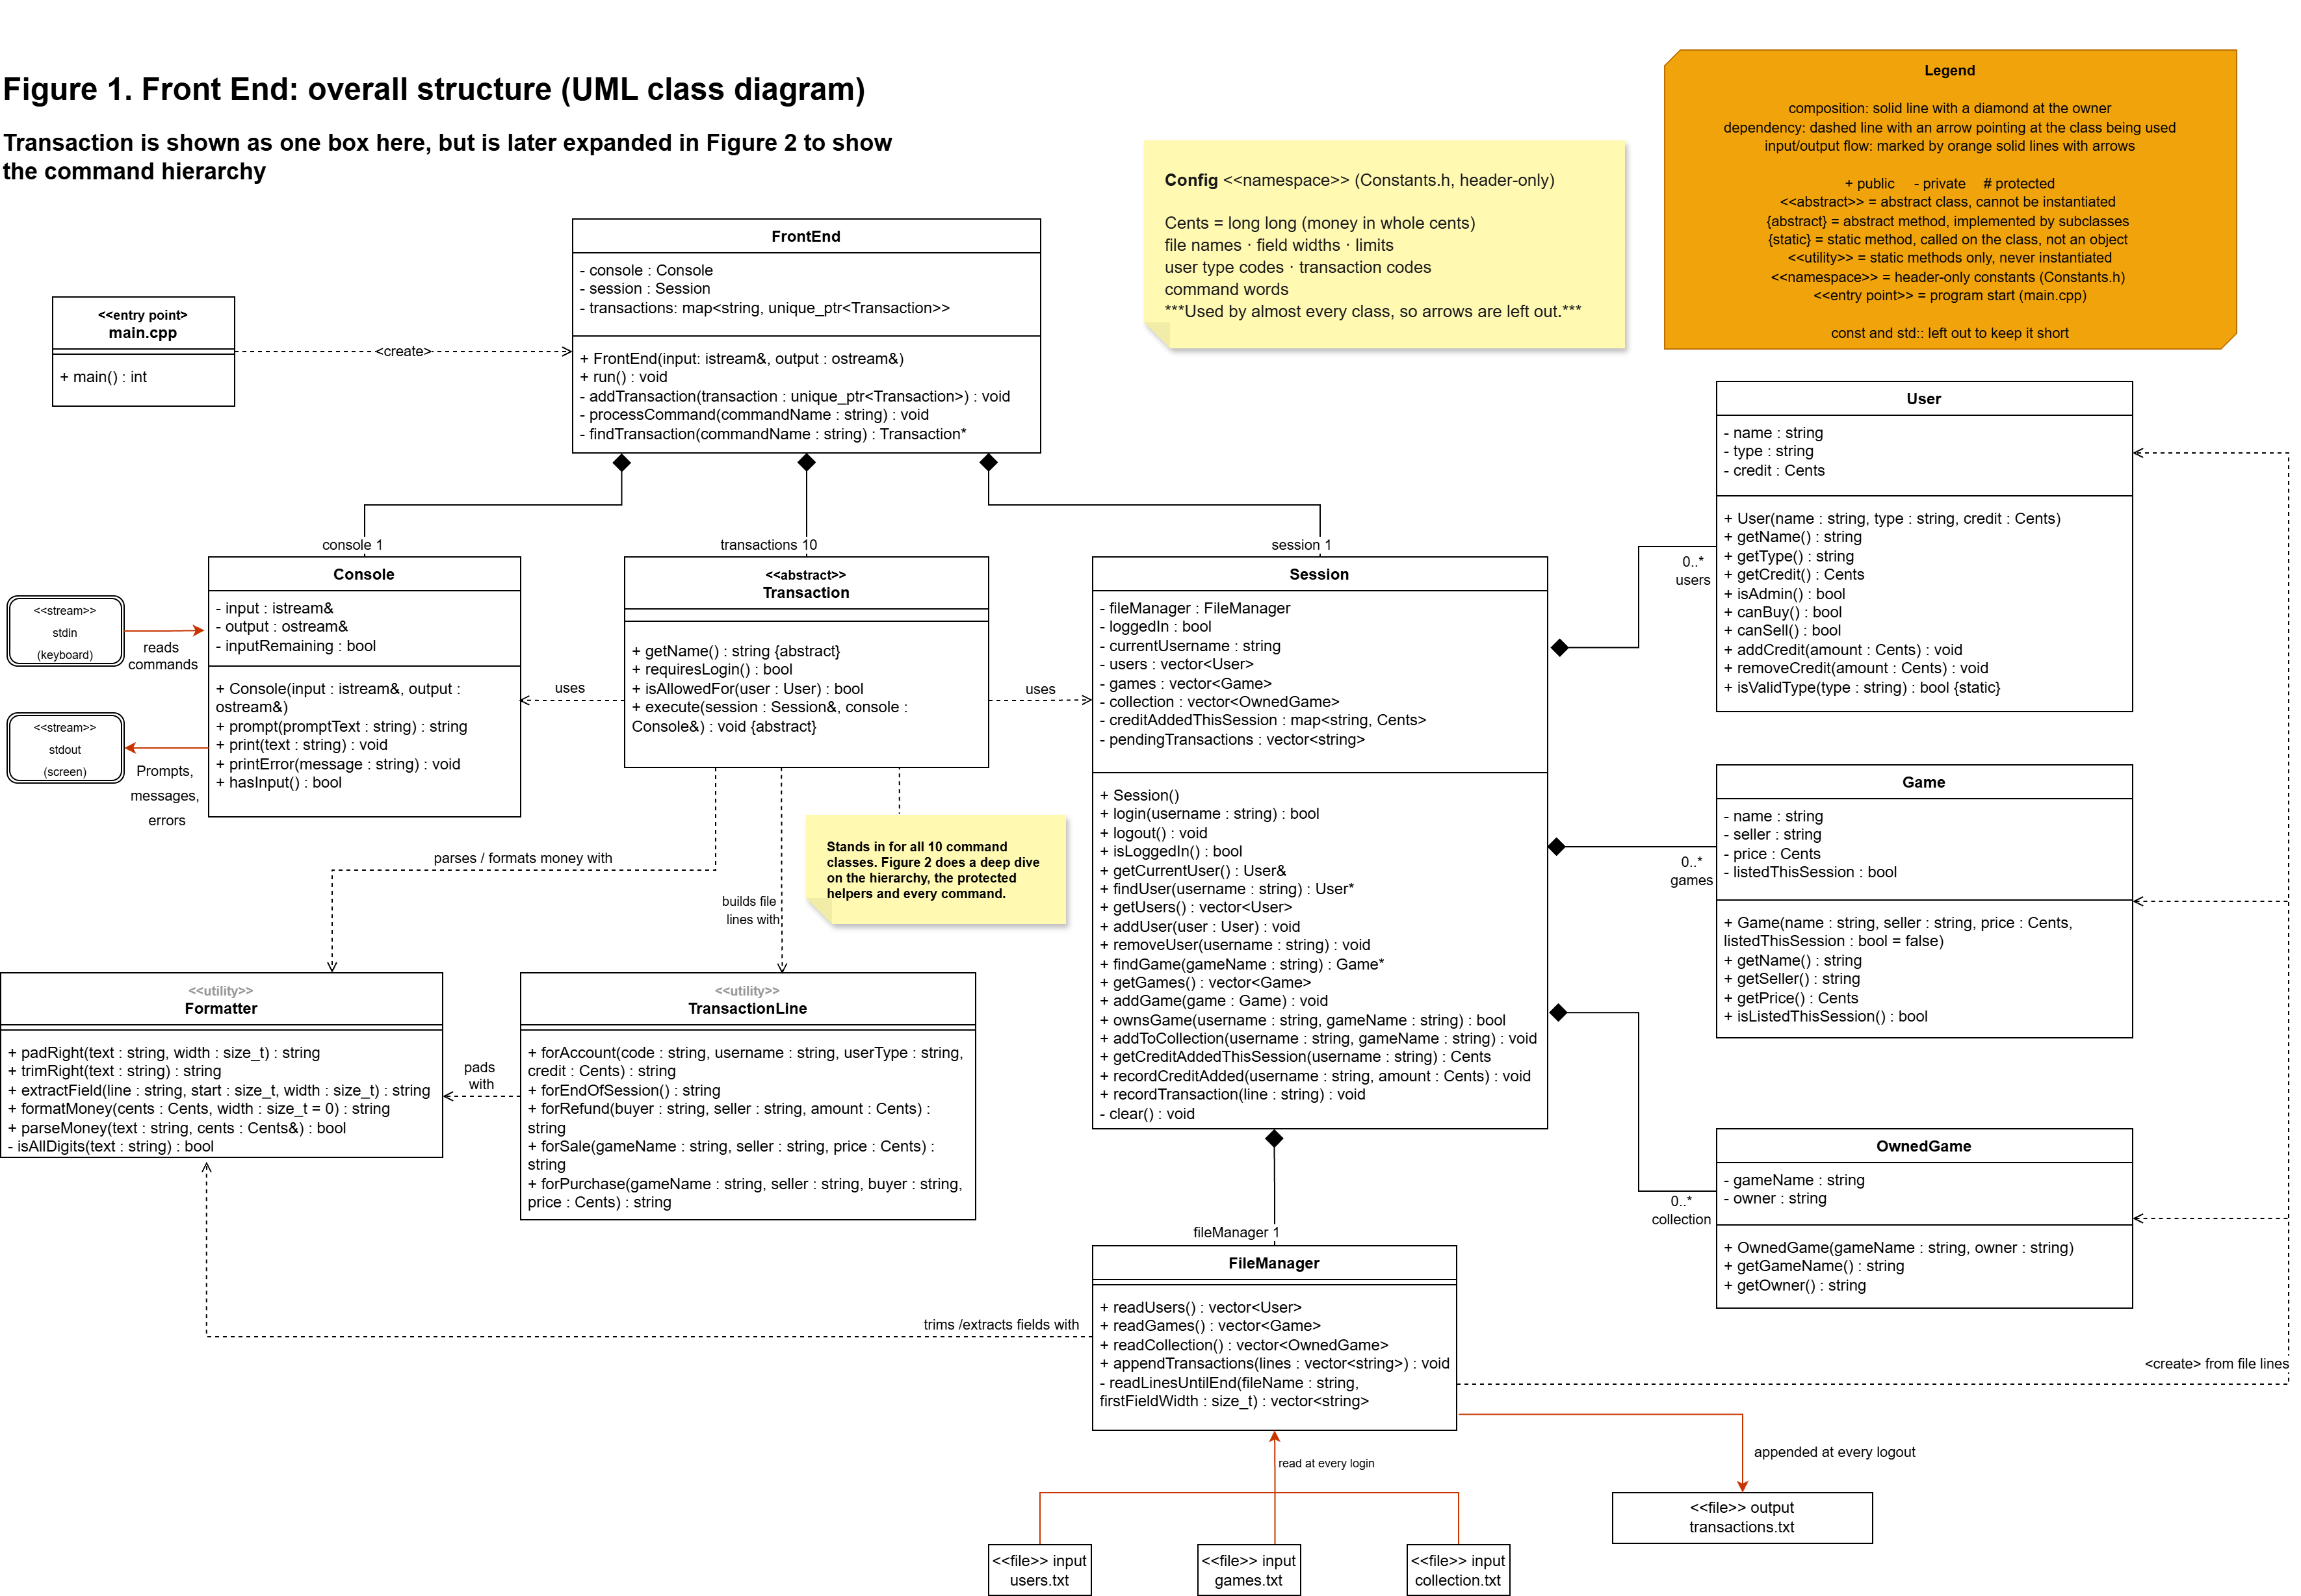 Figure 1. Front End: overall structure (UML class diagram)
Transaction is shown as one box here, but is later expanded in Figure 2 to show
the command hierarchy
Legend
composition: solid line with a diamond at the owner
dependency: dashed line with an arrow pointing at the class being used
input/output flow: marked by orange solid lines with arrows
+ public - private # protected
<<abstract>> = abstract class, cannot be instantiated
{abstract} = abstract method, implemented by subclasses
{static} = static method, called on the class, not an object
<<utility>> = static methods only, never instantiated
<<namespace>> = header-only constants (Constants.h)
<<entry point>> = program start (main.cpp)
const and std:: left out to keep it short
Config <<namespace>> (Constants.h, header-only)
Cents = long long (money in whole cents)
file names · field widths · limits
user type codes · transaction codes
command words
***Used by almost every class, so arrows are left out.***
<<entry point>>
main.cpp
+ main() : int
<create>
FrontEnd
- console : Console
- session : Session
- transactions: map<string, unique_ptr<Transaction>>
+ FrontEnd(input: istream&, output : ostream&)
+ run() : void
- addTransaction(transaction : unique_ptr<Transaction>) : void
- processCommand(commandName : string) : void
- findTransaction(commandName : string) : Transaction*
console 1
transactions 10
session 1
<<stream>>
stdin
(keyboard)
reads
commands
<<stream>>
stdout
(screen)
Prompts,
messages,
errors
Console
- input : istream&
- output : ostream&
- inputRemaining : bool
+ Console(input : istream&, output :
ostream&)
+ prompt(promptText : string) : string
+ print(text : string) : void
+ printError(message : string) : void
+ hasInput() : bool
uses
<<abstract>>
Transaction
+ getName() : string {abstract}
+ requiresLogin() : bool
+ isAllowedFor(user : User) : bool
+ execute(session : Session&, console :
Console&) : void {abstract}
uses
Stands in for all 10 command
classes. Figure 2 does a deep dive
on the hierarchy, the protected
helpers and every command.
parses / formats money with
builds file
lines with
Session
- fileManager : FileManager
- loggedIn : bool
- currentUsername : string
- users : vector<User>
- games : vector<Game>
- collection : vector<OwnedGame>
- creditAddedThisSession : map<string, Cents>
- pendingTransactions : vector<string>
+ Session()
+ login(username : string) : bool
+ logout() : void
+ isLoggedIn() : bool
+ getCurrentUser() : User&
+ findUser(username : string) : User*
+ getUsers() : vector<User>
+ addUser(user : User) : void
+ removeUser(username : string) : void
+ findGame(gameName : string) : Game*
+ getGames() : vector<Game>
+ addGame(game : Game) : void
+ ownsGame(username : string, gameName : string) : bool
+ addToCollection(username : string, gameName : string) : void
+ getCreditAddedThisSession(username : string) : Cents
+ recordCreditAdded(username : string, amount : Cents) : void
+ recordTransaction(line : string) : void
- clear() : void
User
- name : string
- type : string
- credit : Cents
+ User(name : string, type : string, credit : Cents)
+ getName() : string
+ getType() : string
+ getCredit() : Cents
+ isAdmin() : bool
+ canBuy() : bool
+ canSell() : bool
+ addCredit(amount : Cents) : void
+ removeCredit(amount : Cents) : void
+ isValidType(type : string) : bool {static}
0..*
users
Game
- name : string
- seller : string
- price : Cents
- listedThisSession : bool
+ Game(name : string, seller : string, price : Cents,
listedThisSession : bool = false)
+ getName() : string
+ getSeller() : string
+ getPrice() : Cents
+ isListedThisSession() : bool
0..*
games
OwnedGame
- gameName : string
- owner : string
+ OwnedGame(gameName : string, owner : string)
+ getGameName() : string
+ getOwner() : string
0..*
collection
<<utility>>
Formatter
+ padRight(text : string, width : size_t) : string
+ trimRight(text : string) : string
+ extractField(line : string, start : size_t, width : size_t) : string
+ formatMoney(cents : Cents, width : size_t = 0) : string
+ parseMoney(text : string, cents : Cents&) : bool
- isAllDigits(text : string) : bool
pads
with
<<utility>>
TransactionLine
+ forAccount(code : string, username : string, userType : string,
credit : Cents) : string
+ forEndOfSession() : string
+ forRefund(buyer : string, seller : string, amount : Cents) :
string
+ forSale(gameName : string, seller : string, price : Cents) :
string
+ forPurchase(gameName : string, seller : string, buyer : string,
price : Cents) : string
fileManager 1
FileManager
+ readUsers() : vector<User>
+ readGames() : vector<Game>
+ readCollection() : vector<OwnedGame>
+ appendTransactions(lines : vector<string>) : void
- readLinesUntilEnd(fileName : string,
firstFieldWidth : size_t) : vector<string>
trims /extracts fields with
<create> from file lines
appended at every logout
read at every login
<<file>> output
transactions.txt
<<file>> input
users.txt
<<file>> input
games.txt
<<file>> input
collection.txt